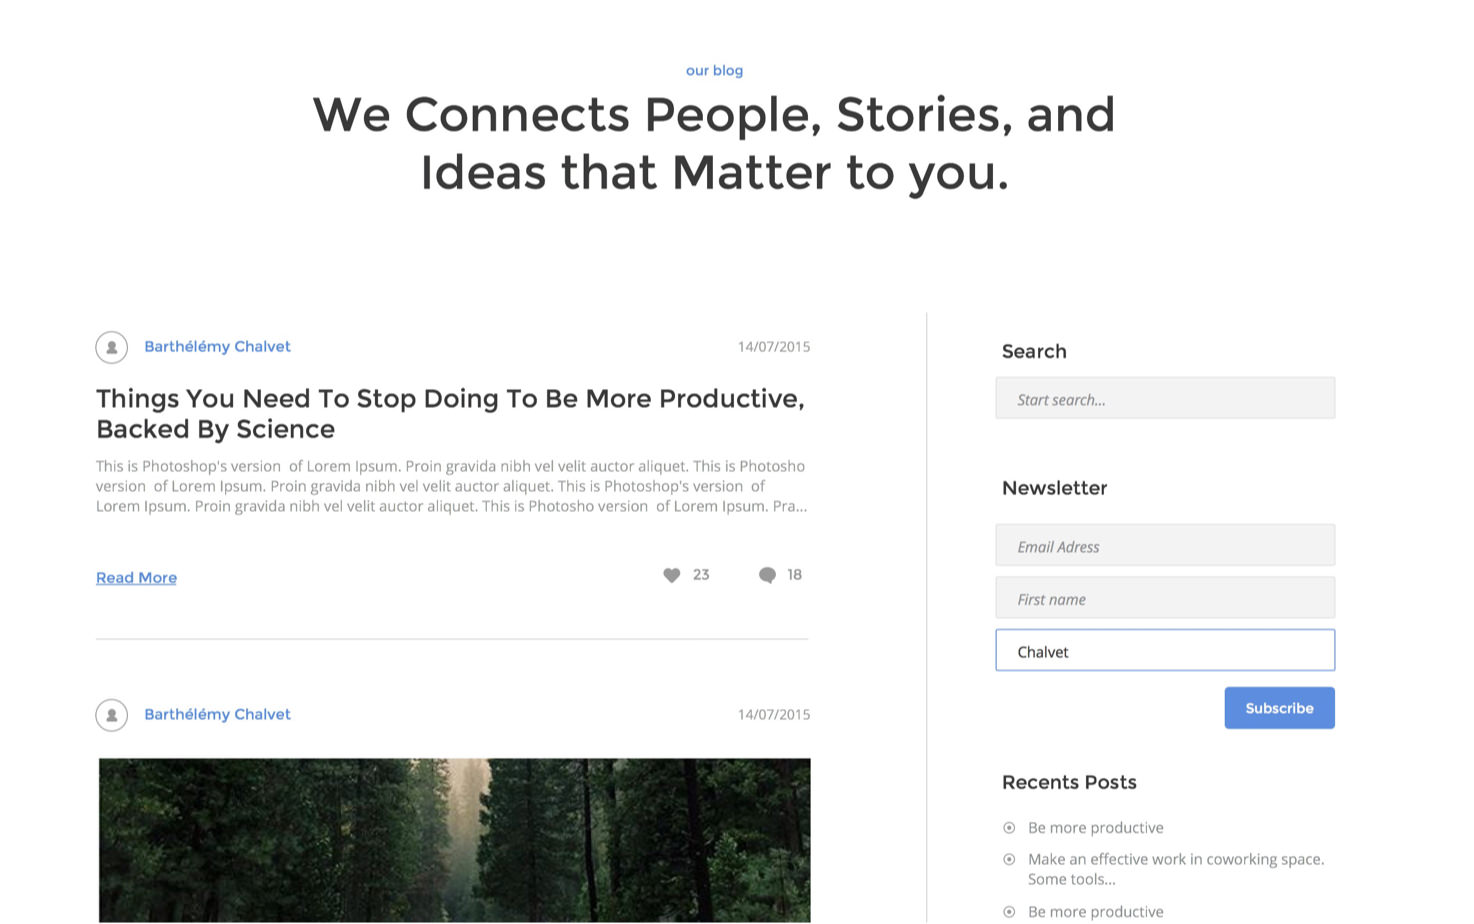 our blog
We Connects People, Stories, and
Ideas that Matter to you.
Barthélémy Chalvet
14/07/2015
Things You Need To Stop Doing To Be More Productive,
Backed By Science
This is Photoshop's version  of Lorem Ipsum. Proin gravida nibh vel velit auctor aliquet. This is Photosho
version  of Lorem Ipsum. Proin gravida nibh vel velit auctor aliquet. This is Photoshop's version  of
Lorem Ipsum. Proin gravida nibh vel velit auctor aliquet. This is Photosho version  of Lorem Ipsum. Pra...
Read More
23
18
Barthélémy Chalvet
14/07/2015
Search
Start search...
Newsletter
Email Adress
First name
Chalvet
Subscribe
Recents Posts
Be more productive
Make an effective work in coworking space.
Some tools...
Be more productive